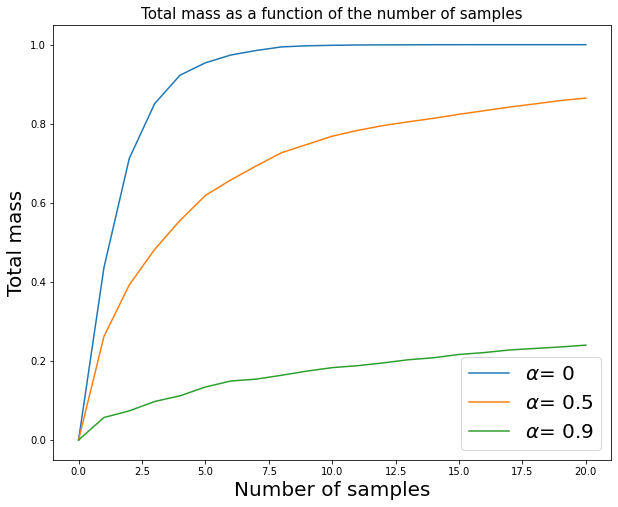 Total mass as a function of the number of samples
1.0
0.8
0.6
0.4
0.2
0.0
Total mass
α= 0
α= 0.5
α= 0.9
0.0 2.5 5.0 7.5 10.0 12.5 15.0 17.5 20.0
Number of samples